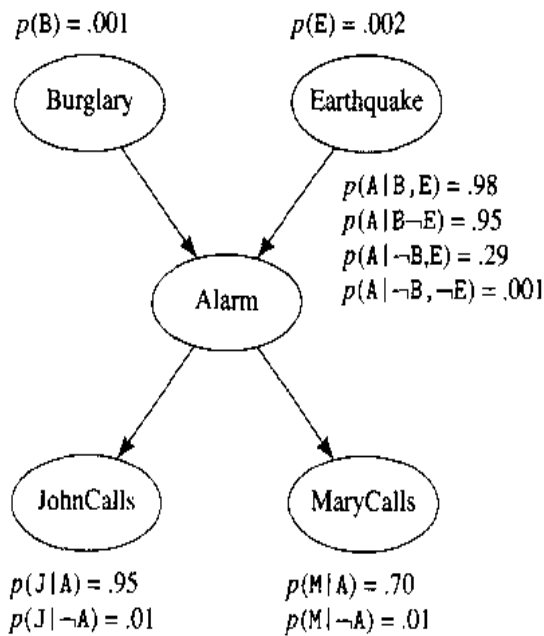 p(B) = .001
p(E) = .002
Burglary
Earthquake
p(A|B,E) = .98
p(A|B¬E) = .95
p(A|¬B,E) = .29
p(A|¬B,¬E) = .001
Alarm
JohnCalls
MaryCalls
p(J|A) = .95
p(J|¬A) = .01
p(M|A) = .70
p(M|¬A) = .01